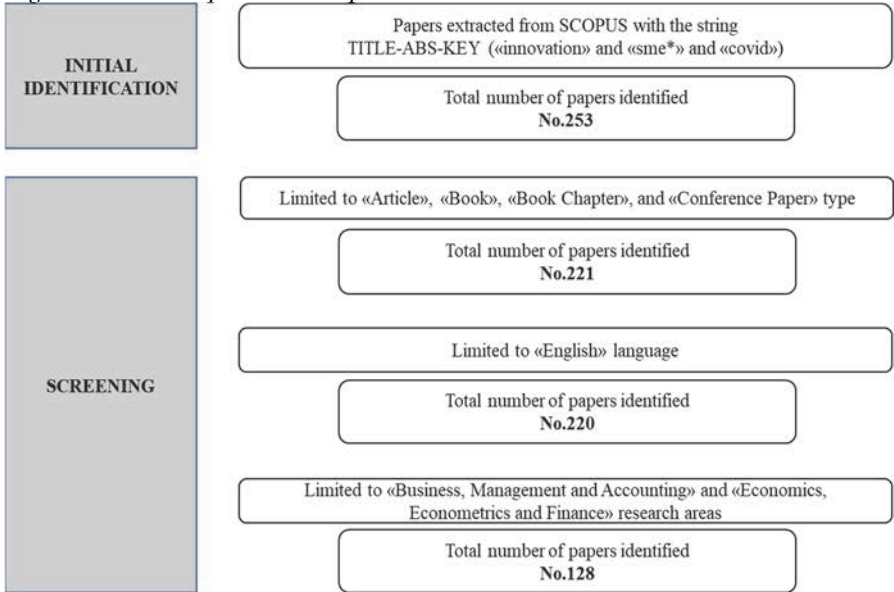 INITIAL
IDENTIFICATION
Papers extracted from SCOPUS with the string
TITLE-ABS-KEY («innovation» and «sme*» and «covid»)
Total number of papers identified
No.253
SCREENING
Limited to «Article», «Book», «Book Chapter», and «Conference Paper» type
Total number of papers identified
No.221
Limited to «English» language
Total number of papers identified
No.220
Limited to «Business, Management and Accounting» and «Economics,
Econometrics and Finance» research areas
Total number of papers identified
No.128